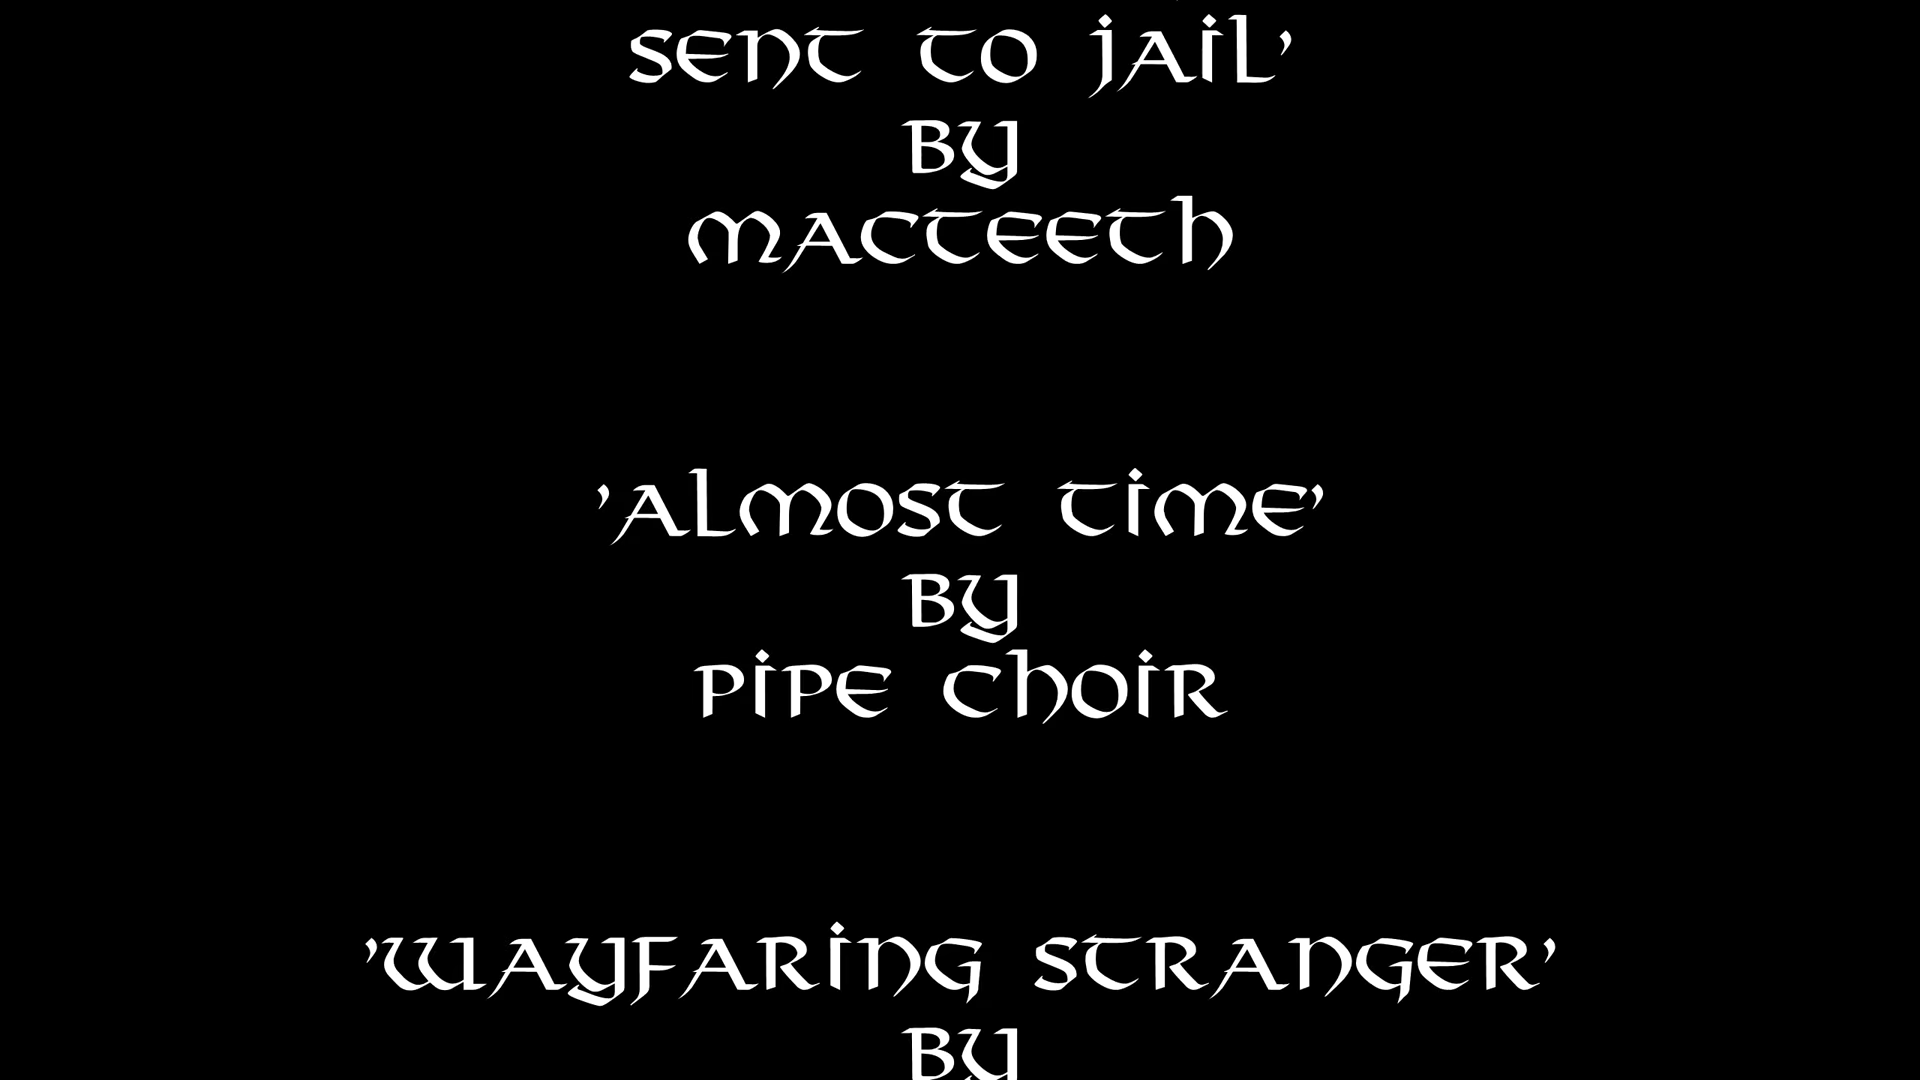 sent to jail'
by
Macteeth
'Almost Time'
by
Pipe Choir
'Wayfaring Stranger'
by